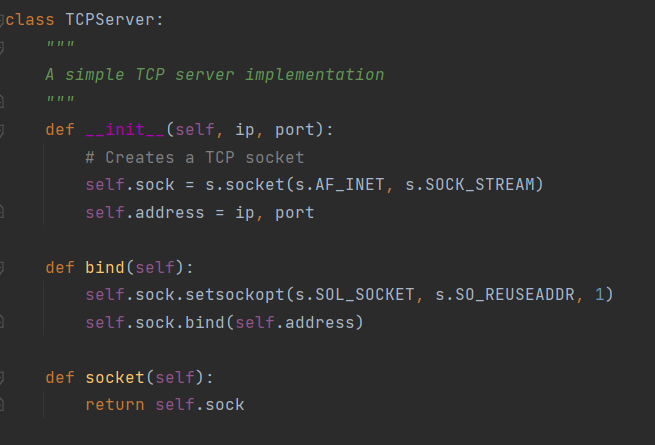 class TCPServer:
    """
    A simple TCP server implementation
    """
    def __init__(self, ip, port):
        # Creates a TCP socket
        self.sock = s.socket(s.AF_INET, s.SOCK_STREAM)
        self.address = ip, port

    def bind(self):
        self.sock.setsockopt(s.SOL_SOCKET, s.SO_REUSEADDR, 1)
        self.sock.bind(self.address)

    def socket(self):
        return self.sock